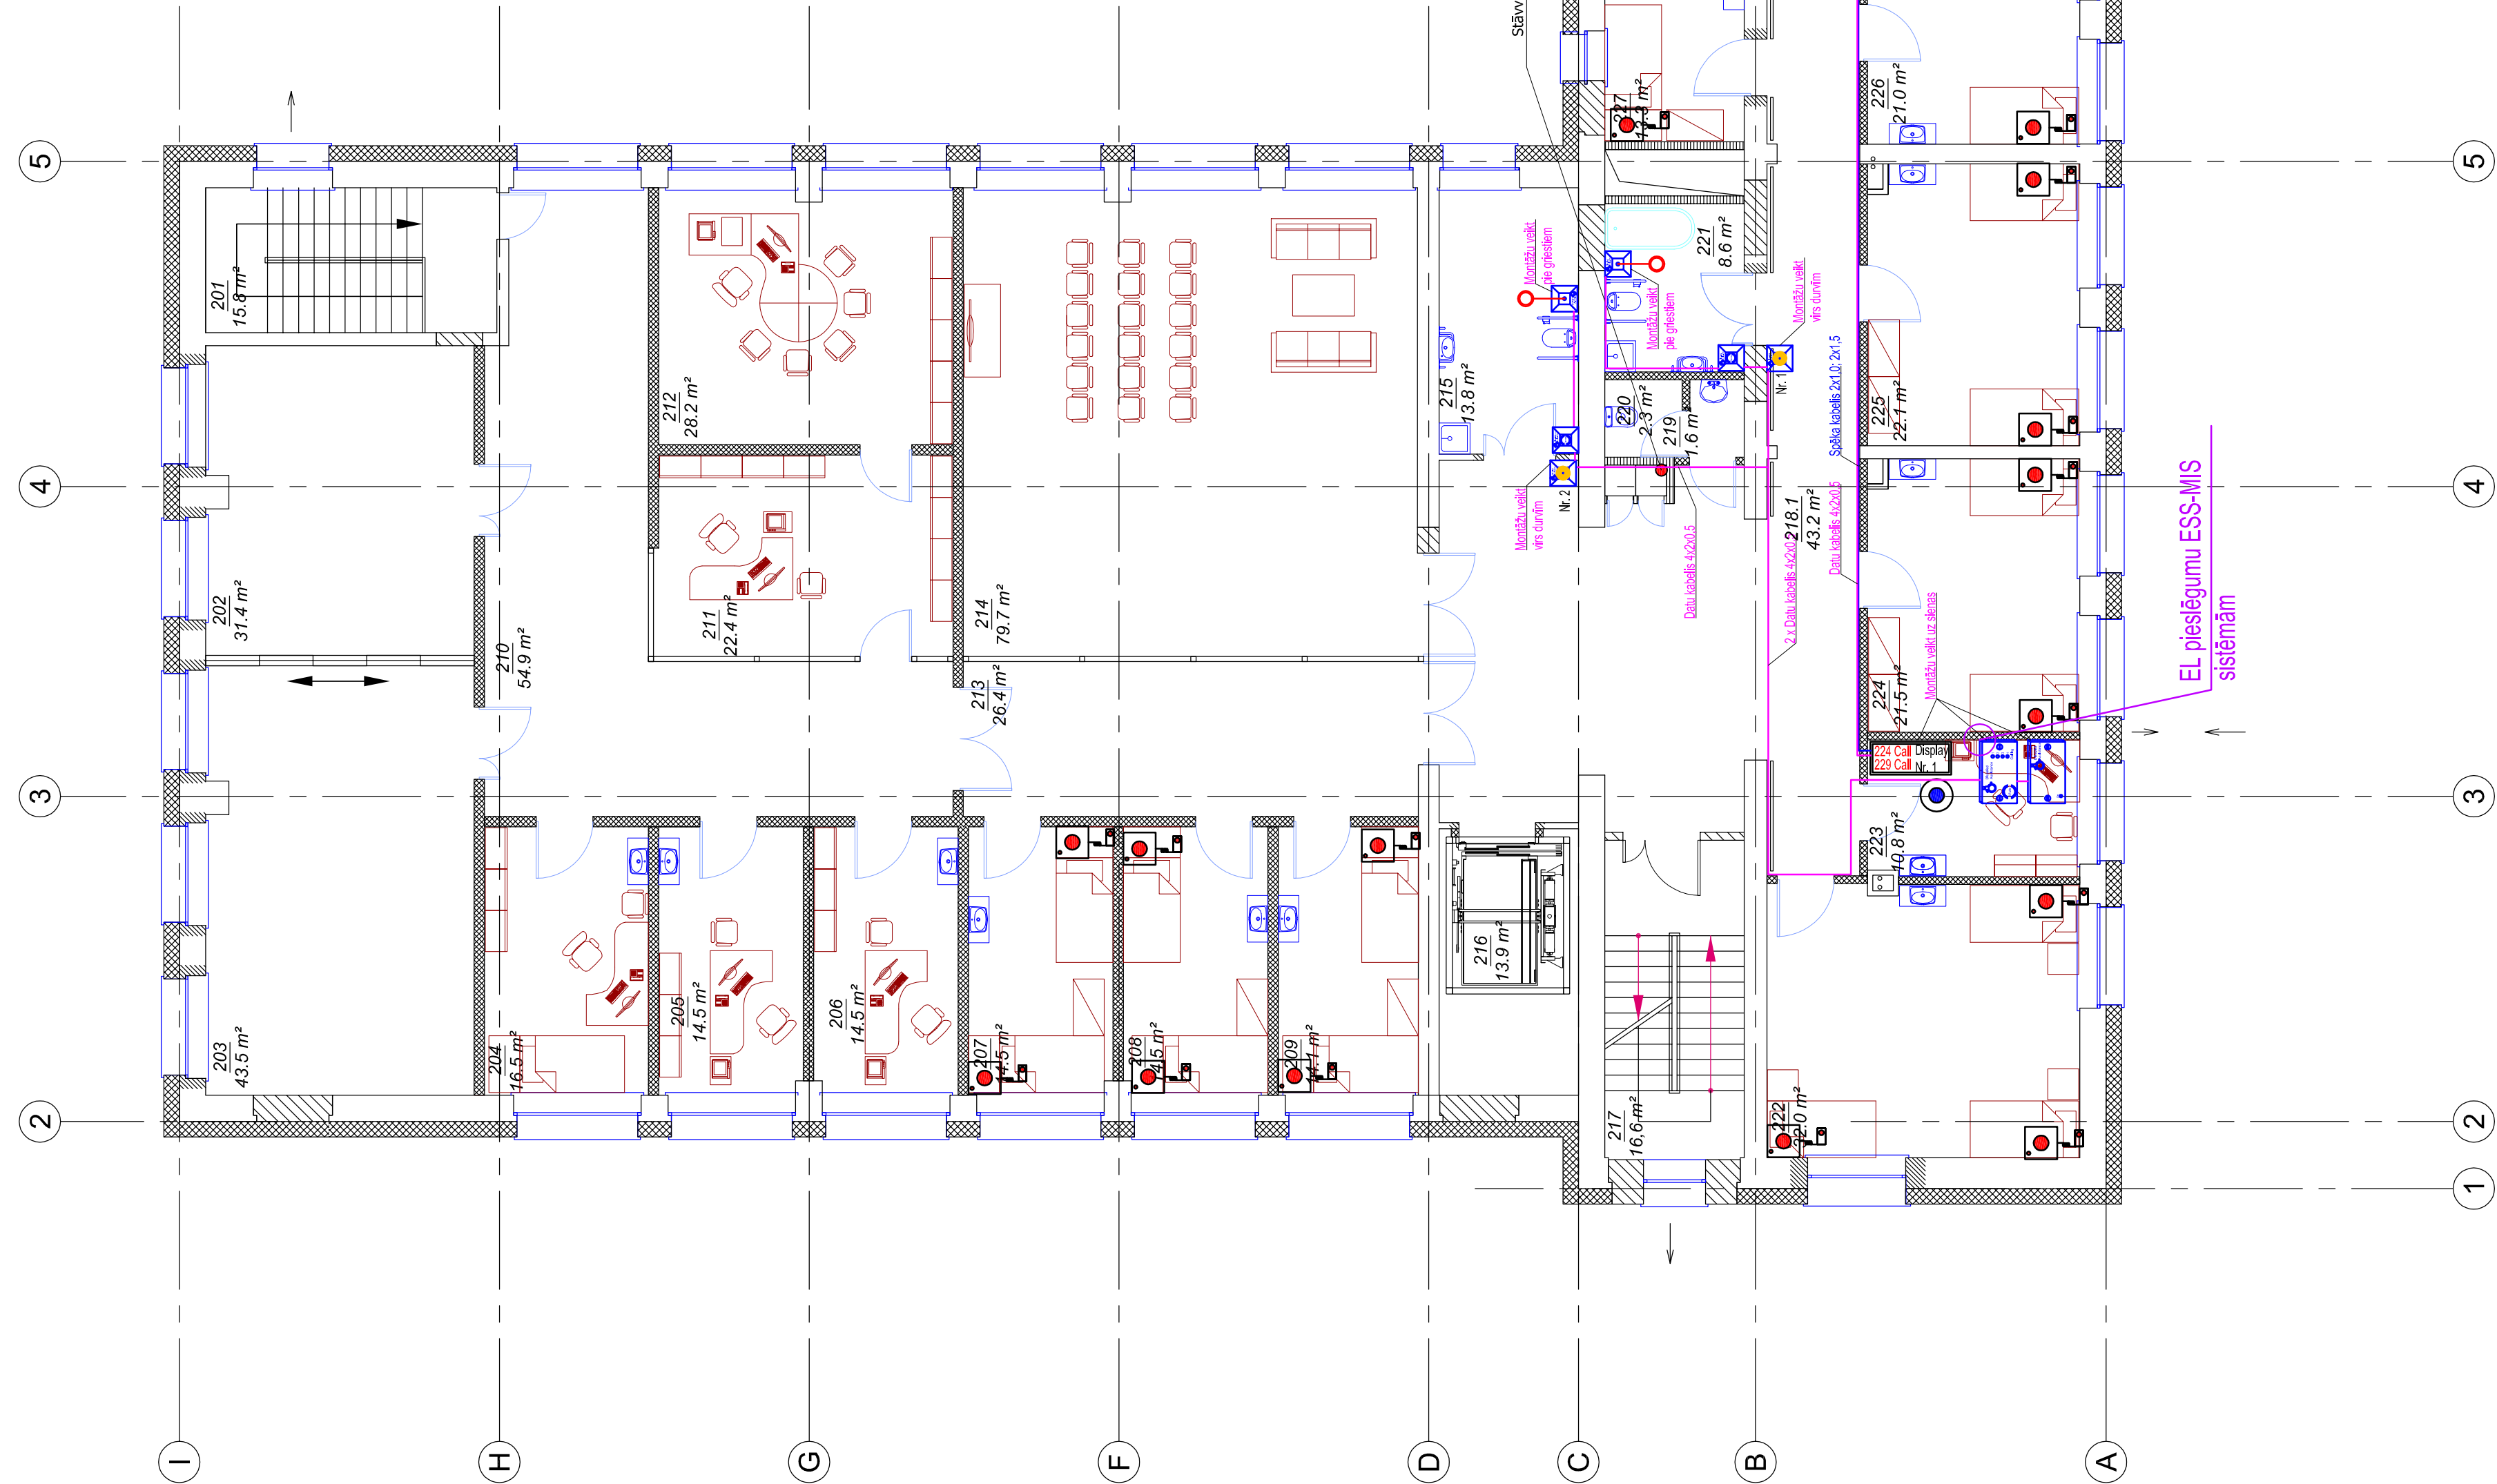 5
4
3
2
5
4
3
2
1
I
H
G
F
D
C
B
A
201
15.8 m²
202
31.4 m²
203
43.5 m²
204
16.5 m²
205
14.5 m²
206
14.5 m²
207
14.5 m²
208
14.5 m²
209
14.1 m²
210
54.9 m²
211
22.4 m²
212
28.2 m²
213
26.4 m²
214
79.7 m²
215
13.8 m²
216
13.9 m²
217
16,6 m²
218.1
43.2 m²
219
1.6 m²
220
2.3 m²
221
8.6 m²
222
22.0 m²
223
10.8 m²
224
21.5 m²
225
22.1 m²
226
21.0 m²
227
13.3 m²
Stāvv
Montāžu veikt
pie griestiem
Montāžu veikt
pie griestiem
Montāžu veikt
virs durvīm
Nr. 1
Montāžu veikt
virs durvīm
Nr. 2
Datu kabelis 4x2x0.5
2 x Datu kabelis 4x2x0.5
Spēka kabelis 2x1,0; 2x1,5
Datu kabelis 4x2x0.5
Montāžu veikt uz sienas
224 Call Display
229 Call Nr. 1
EL pieslēgumu ESS-MIS
sistēmām